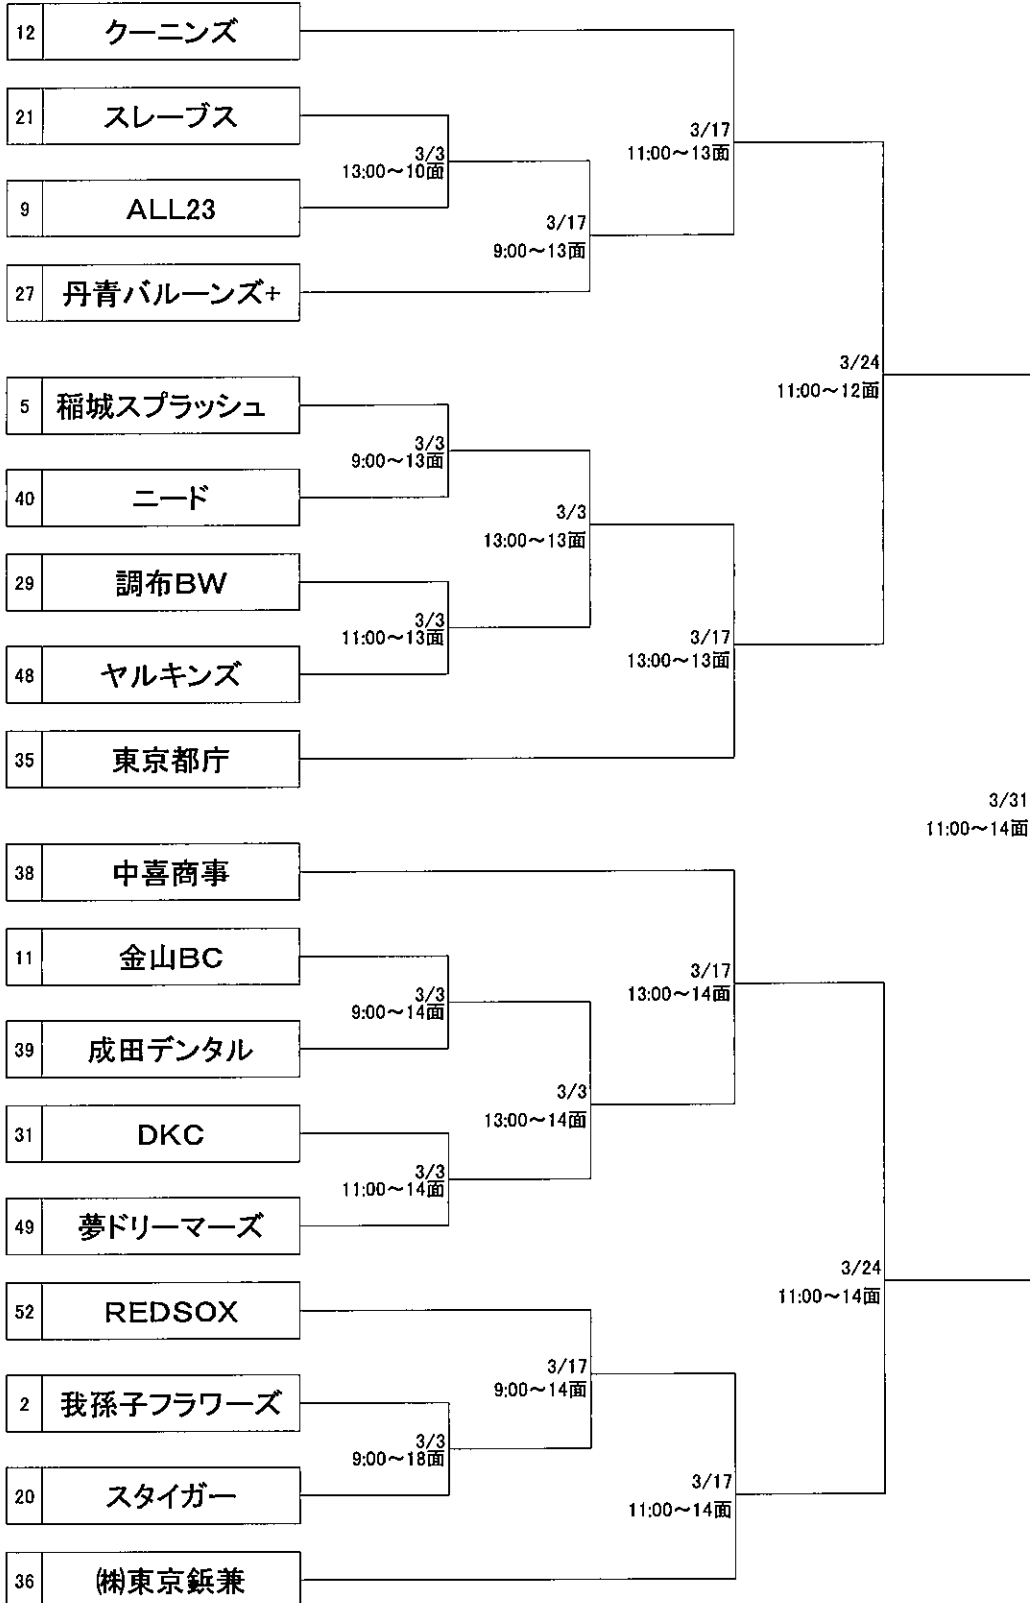 12 クーニンズ
21 スレーブス
3/17
11:00～13面
3/3
13:00～10面
9 ALL23
3/17
9:00～13面
27 丹青バルーンズ+
3/24
11:00～12面
5 稲城スプラッシュ
3/3
9:00～13面
40 ニード
3/3
13:00～13面
29 調布BW
3/3
11:00～13面
3/17
13:00～13面
48 ヤルキンズ
35 東京都庁
3/31
11:00～14面
38 中喜商事
11 金山BC
3/17
13:00～14面
3/3
9:00～14面
39 成田デンタル
3/3
13:00～14面
31 DKC
3/3
11:00～14面
49 夢ドリーマーズ
3/24
11:00～14面
52 REDSOX
3/17
9:00～14面
2 我孫子フラワーズ
3/3
9:00～18面
3/17
11:00～14面
20 スタイガー
36 ㈱東京鋲兼